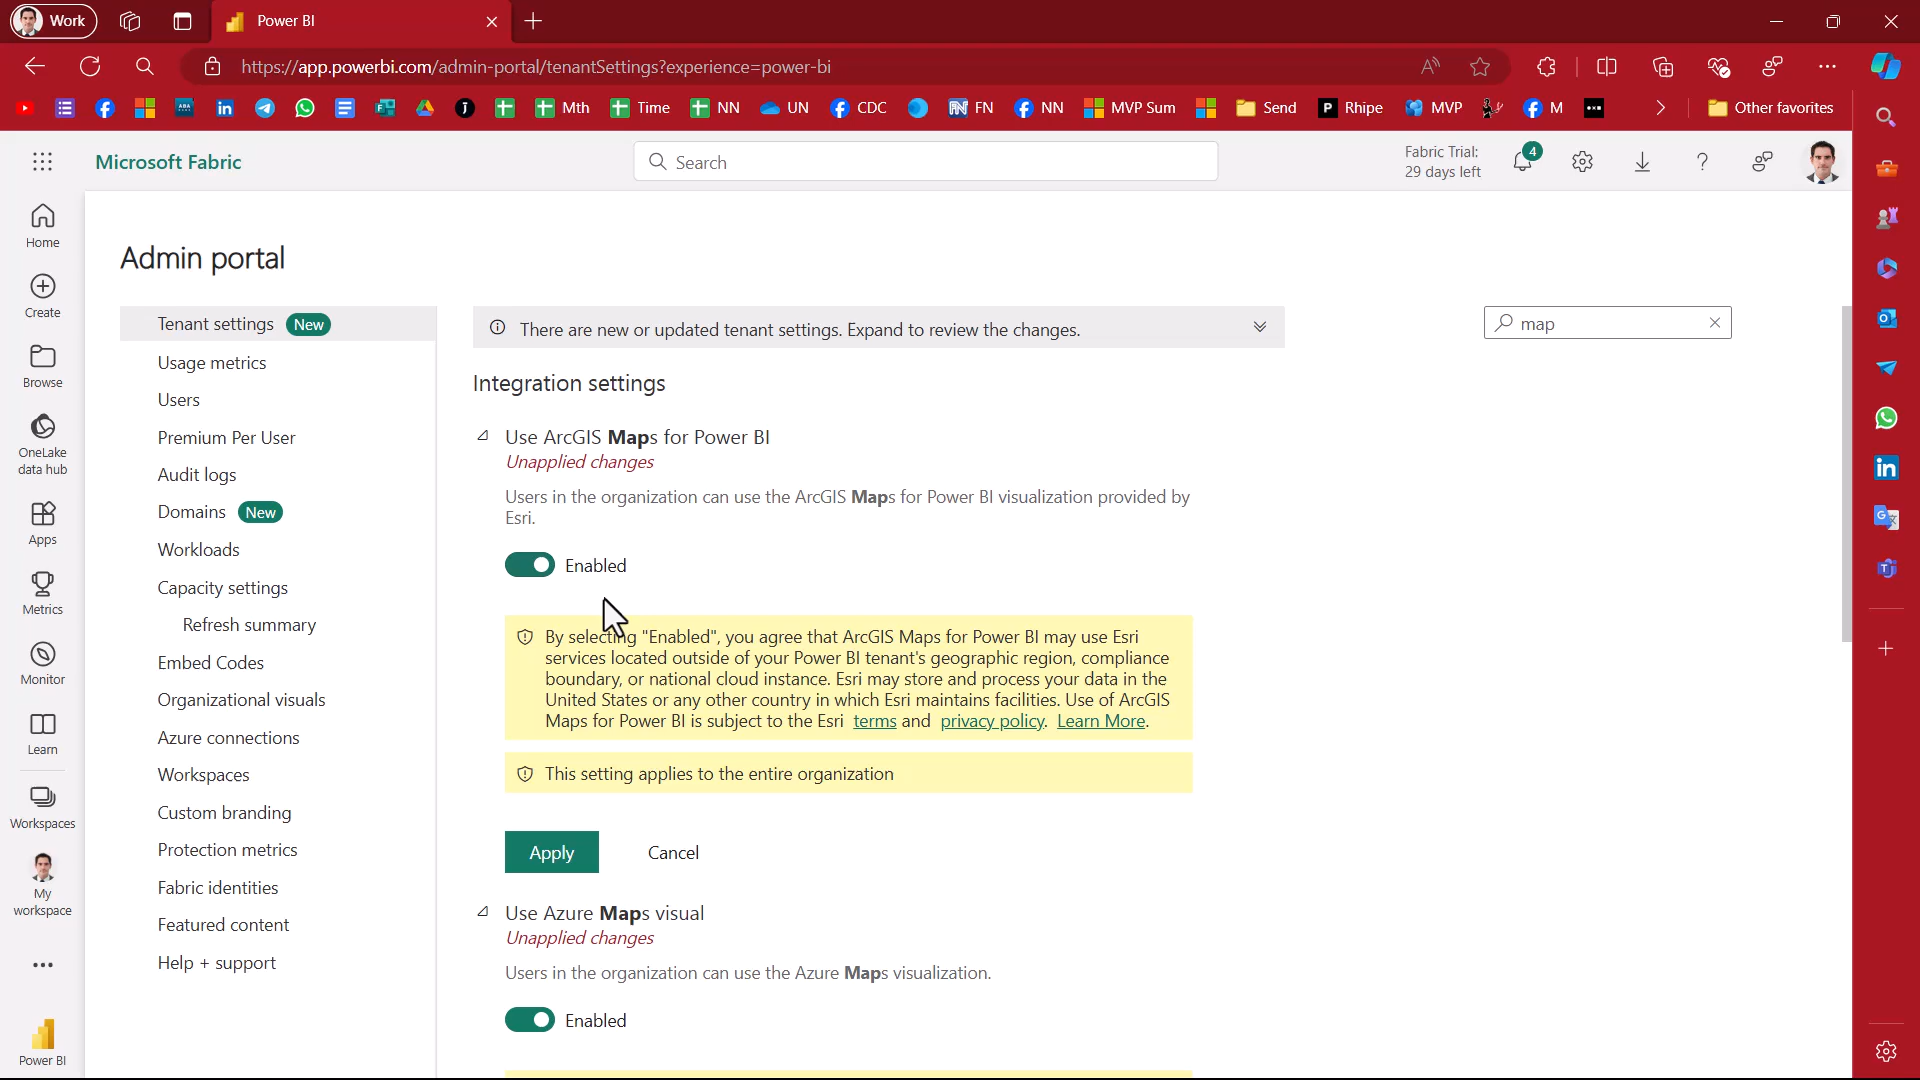 Work
Power BI
https://app.powerbi.com/admin-portal/tenantSettings?experience=power-bi
Mth
Time
NN
UN
CDC
FN
NN
MVP Sum
Send
Rhipe
MVP
M
Other favorites
Microsoft Fabric
Search
Fabric Trial:
29 days left
4
Home
Create
Browse
OneLake
data hub
Apps
Metrics
Monitor
Learn
Workspaces
My
workspace
Power BI
Admin portal
Tenant settings New
Usage metrics
Users
Premium Per User
Audit logs
Domains New
Workloads
Capacity settings
Refresh summary
Embed Codes
Organizational visuals
Azure connections
Workspaces
Custom branding
Protection metrics
Fabric identities
Featured content
Help + support
There are new or updated tenant settings. Expand to review the changes.
map
Integration settings
Use ArcGIS Maps for Power BI
Unapplied changes
Users in the organization can use the ArcGIS Maps for Power BI visualization provided by
Esri.
Enabled
By selecting "Enabled", you agree that ArcGIS Maps for Power BI may use Esri
services located outside of your Power BI tenant's geographic region, compliance
boundary, or national cloud instance. Esri may store and process your data in the
United States or any other country in which Esri maintains facilities. Use of ArcGIS
Maps for Power BI is subject to the Esri terms and privacy policy. Learn More.
This setting applies to the entire organization
Apply Cancel
Use Azure Maps visual
Unapplied changes
Users in the organization can use the Azure Maps visualization.
Enabled